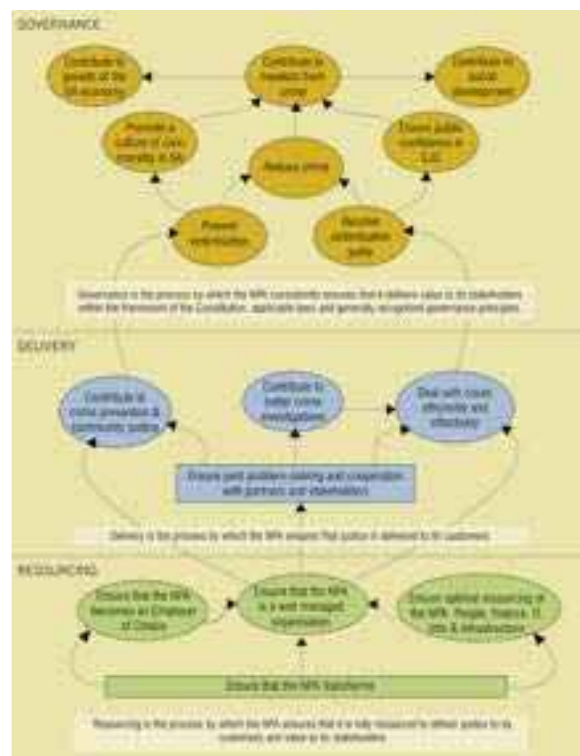 GOVERNANCE
Contribute to
growth of the
SA economy
Contribute to
freedom from
crime
Contribute to
social
development
Promote a
culture of civic
morality in SA
Reduce crime
Ensure public
confidence in
CJS
Prevent
victimisation
Resolve
victimisation
Governance is the process by which the NPA consistently ensures that it delivers value to its stakeholders
within the framework of the Constitution, applicable laws and generally recognised governance principles.
DELIVERY
Contribute to
crime prevention &
community justice
Contribute to
better crime
investigations
Deal with cases
efficiently and
effectively
Ensure joint problem-solving and cooperation
with partners and stakeholders
Delivery is the process by which the NPA ensures that justice is delivered to its customers
RESOURCING
Ensure that the NPA
becomes an Employer
of Choice
Ensure that the NPA
is a well managed
organisation
Ensure optimal resourcing of
the NPA: People, finance, IT,
info & infrastructure
Ensure that the NPA transforms
Resourcing is the process by which the NPA ensures that it is fully resourced to deliver justice to its
customers and value to its stakeholders